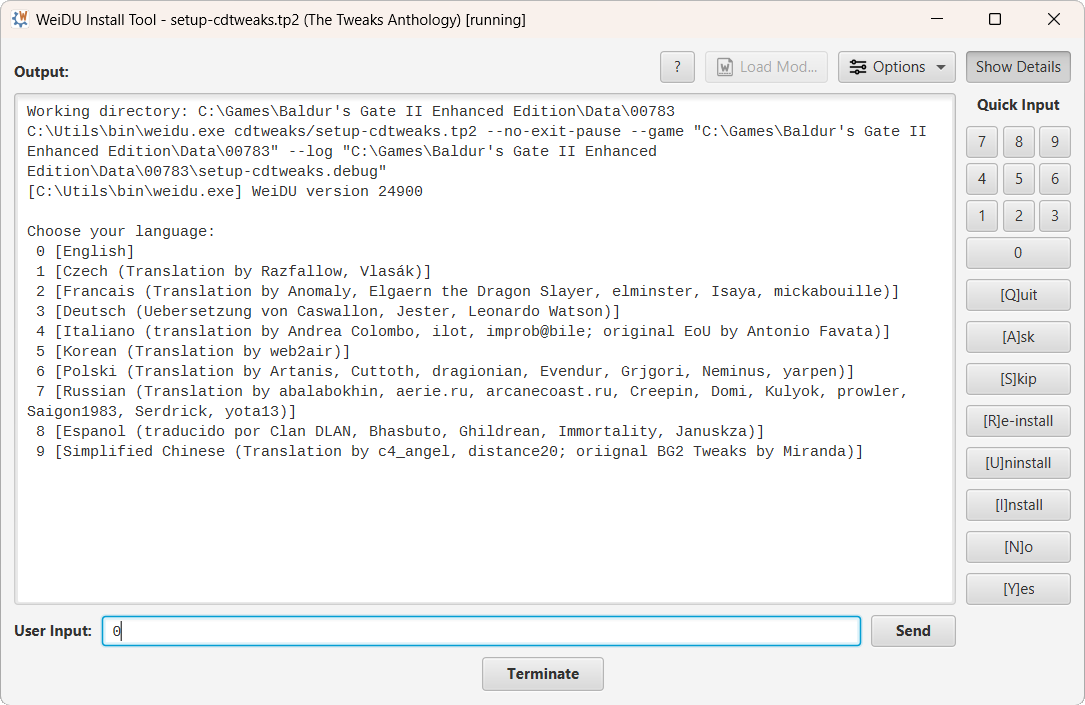 WeiDU Install Tool - setup-cdtweaks.tp2 (The Tweaks Anthology) [running]
Output:
?
Load Mod...
Options
Show Details
Working directory: C:\Games\Baldur's Gate II Enhanced Edition\Data\00783
C:\Utils\bin\weidu.exe cdtweaks/setup-cdtweaks.tp2 --no-exit-pause --game "C:\Games\Baldur's Gate II
Enhanced Edition\Data\00783" --log "C:\Games\Baldur's Gate II Enhanced
Edition\Data\00783\setup-cdtweaks.debug"
[C:\Utils\bin\weidu.exe] WeiDU version 24900
Choose your language:
0 [English]
1 [Czech (Translation by Razfallow, Vlasák)]
2 [Francais (Translation by Anomaly, Elgaern the Dragon Slayer, elminster, Isaya, mickabouille)]
3 [Deutsch (Uebersetzung von Caswallon, Jester, Leonardo Watson)]
4 [Italiano (translation by Andrea Colombo, ilot, improb@bile; original EoU by Antonio Favata)]
5 [Korean (Translation by web2air)]
6 [Polski (Translation by Artanis, Cuttoth, dragionian, Evendur, Grjgori, Neminus, yarpen)]
7 [Russian (Translation by abalabokhin, aerie.ru, arcanecoast.ru, Creepin, Domi, Kulyok, prowler,
Saigon1983, Serdrick, yota13)]
8 [Espanol (traducido por Clan DLAN, Bhasbuto, Ghildrean, Immortality, Januskza)]
9 [Simplified Chinese (Translation by c4_angel, distance20; oriignal BG2 Tweaks by Miranda)]
Quick Input
7 8 9
4 5 6
1 2 3
0
[Q]uit
[A]sk
[S]kip
[R]e-install
[U]ninstall
[I]nstall
[N]o
[Y]es
User Input:
0
Send
Terminate